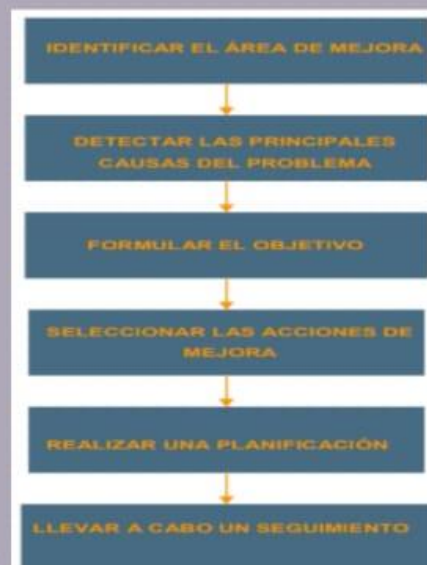 IDENTIFICAR EL ÁREA DE MEJORA
DETECTAR LAS PRINCIPALES
CAUSAS DEL PROBLEMA
FORMULAR EL OBJETIVO
SELECCIONAR LAS ACCIONES DE
MEJORA
REALIZAR UNA PLANIFICACIÓN
LLEVAR A CABO UN SEGUIMIENTO